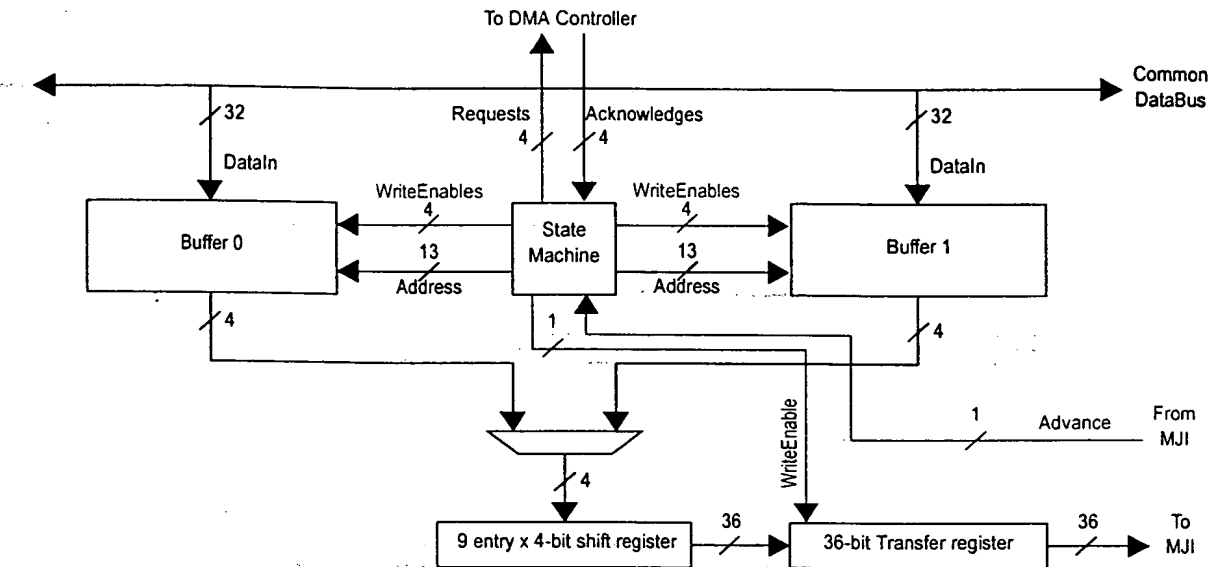 To DMA Controller
Common
DataBus
32
Requests
4
Acknowledges
4
32
DataIn
DataIn
WriteEnables
4
WriteEnables
4
Buffer 0
State
Machine
Buffer 1
13
Address
13
Address
4
1
4
WriteEnable
1
Advance
From
MJI
4
9 entry x 4-bit shift register
36
36-bit Transfer register
36
To
MJI